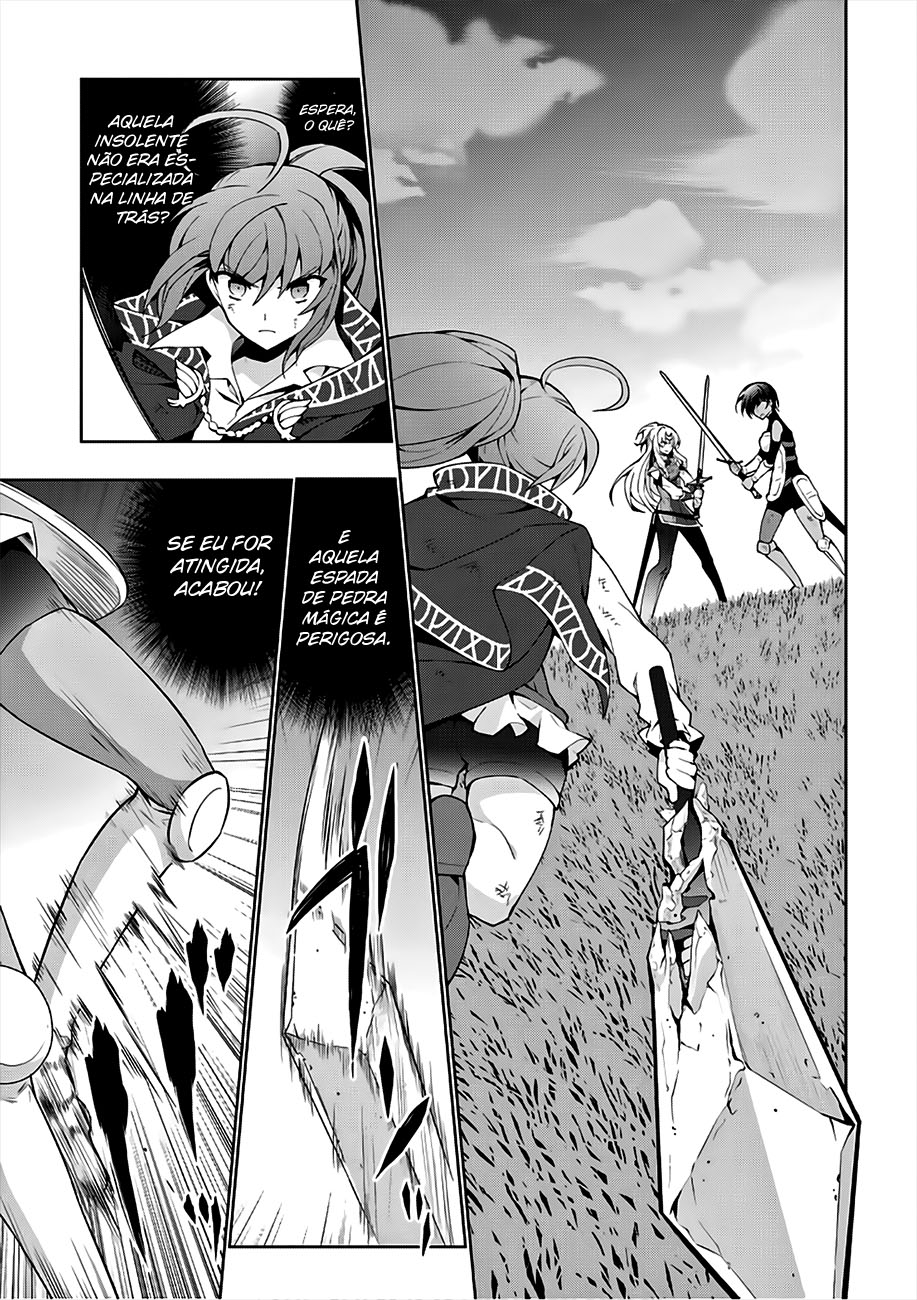 ESPERA,
O QUÊ?
AQUELA
INSOLENTE
NÃO ERA ES-
PECIALIZADA
NA LINHA DE
TRÁS?
E
AQUELA
ESPADA
DE PEDRA
MÁGICA É
PERIGOSA.
SE EU FOR
ATINGIDA,
ACABOU!